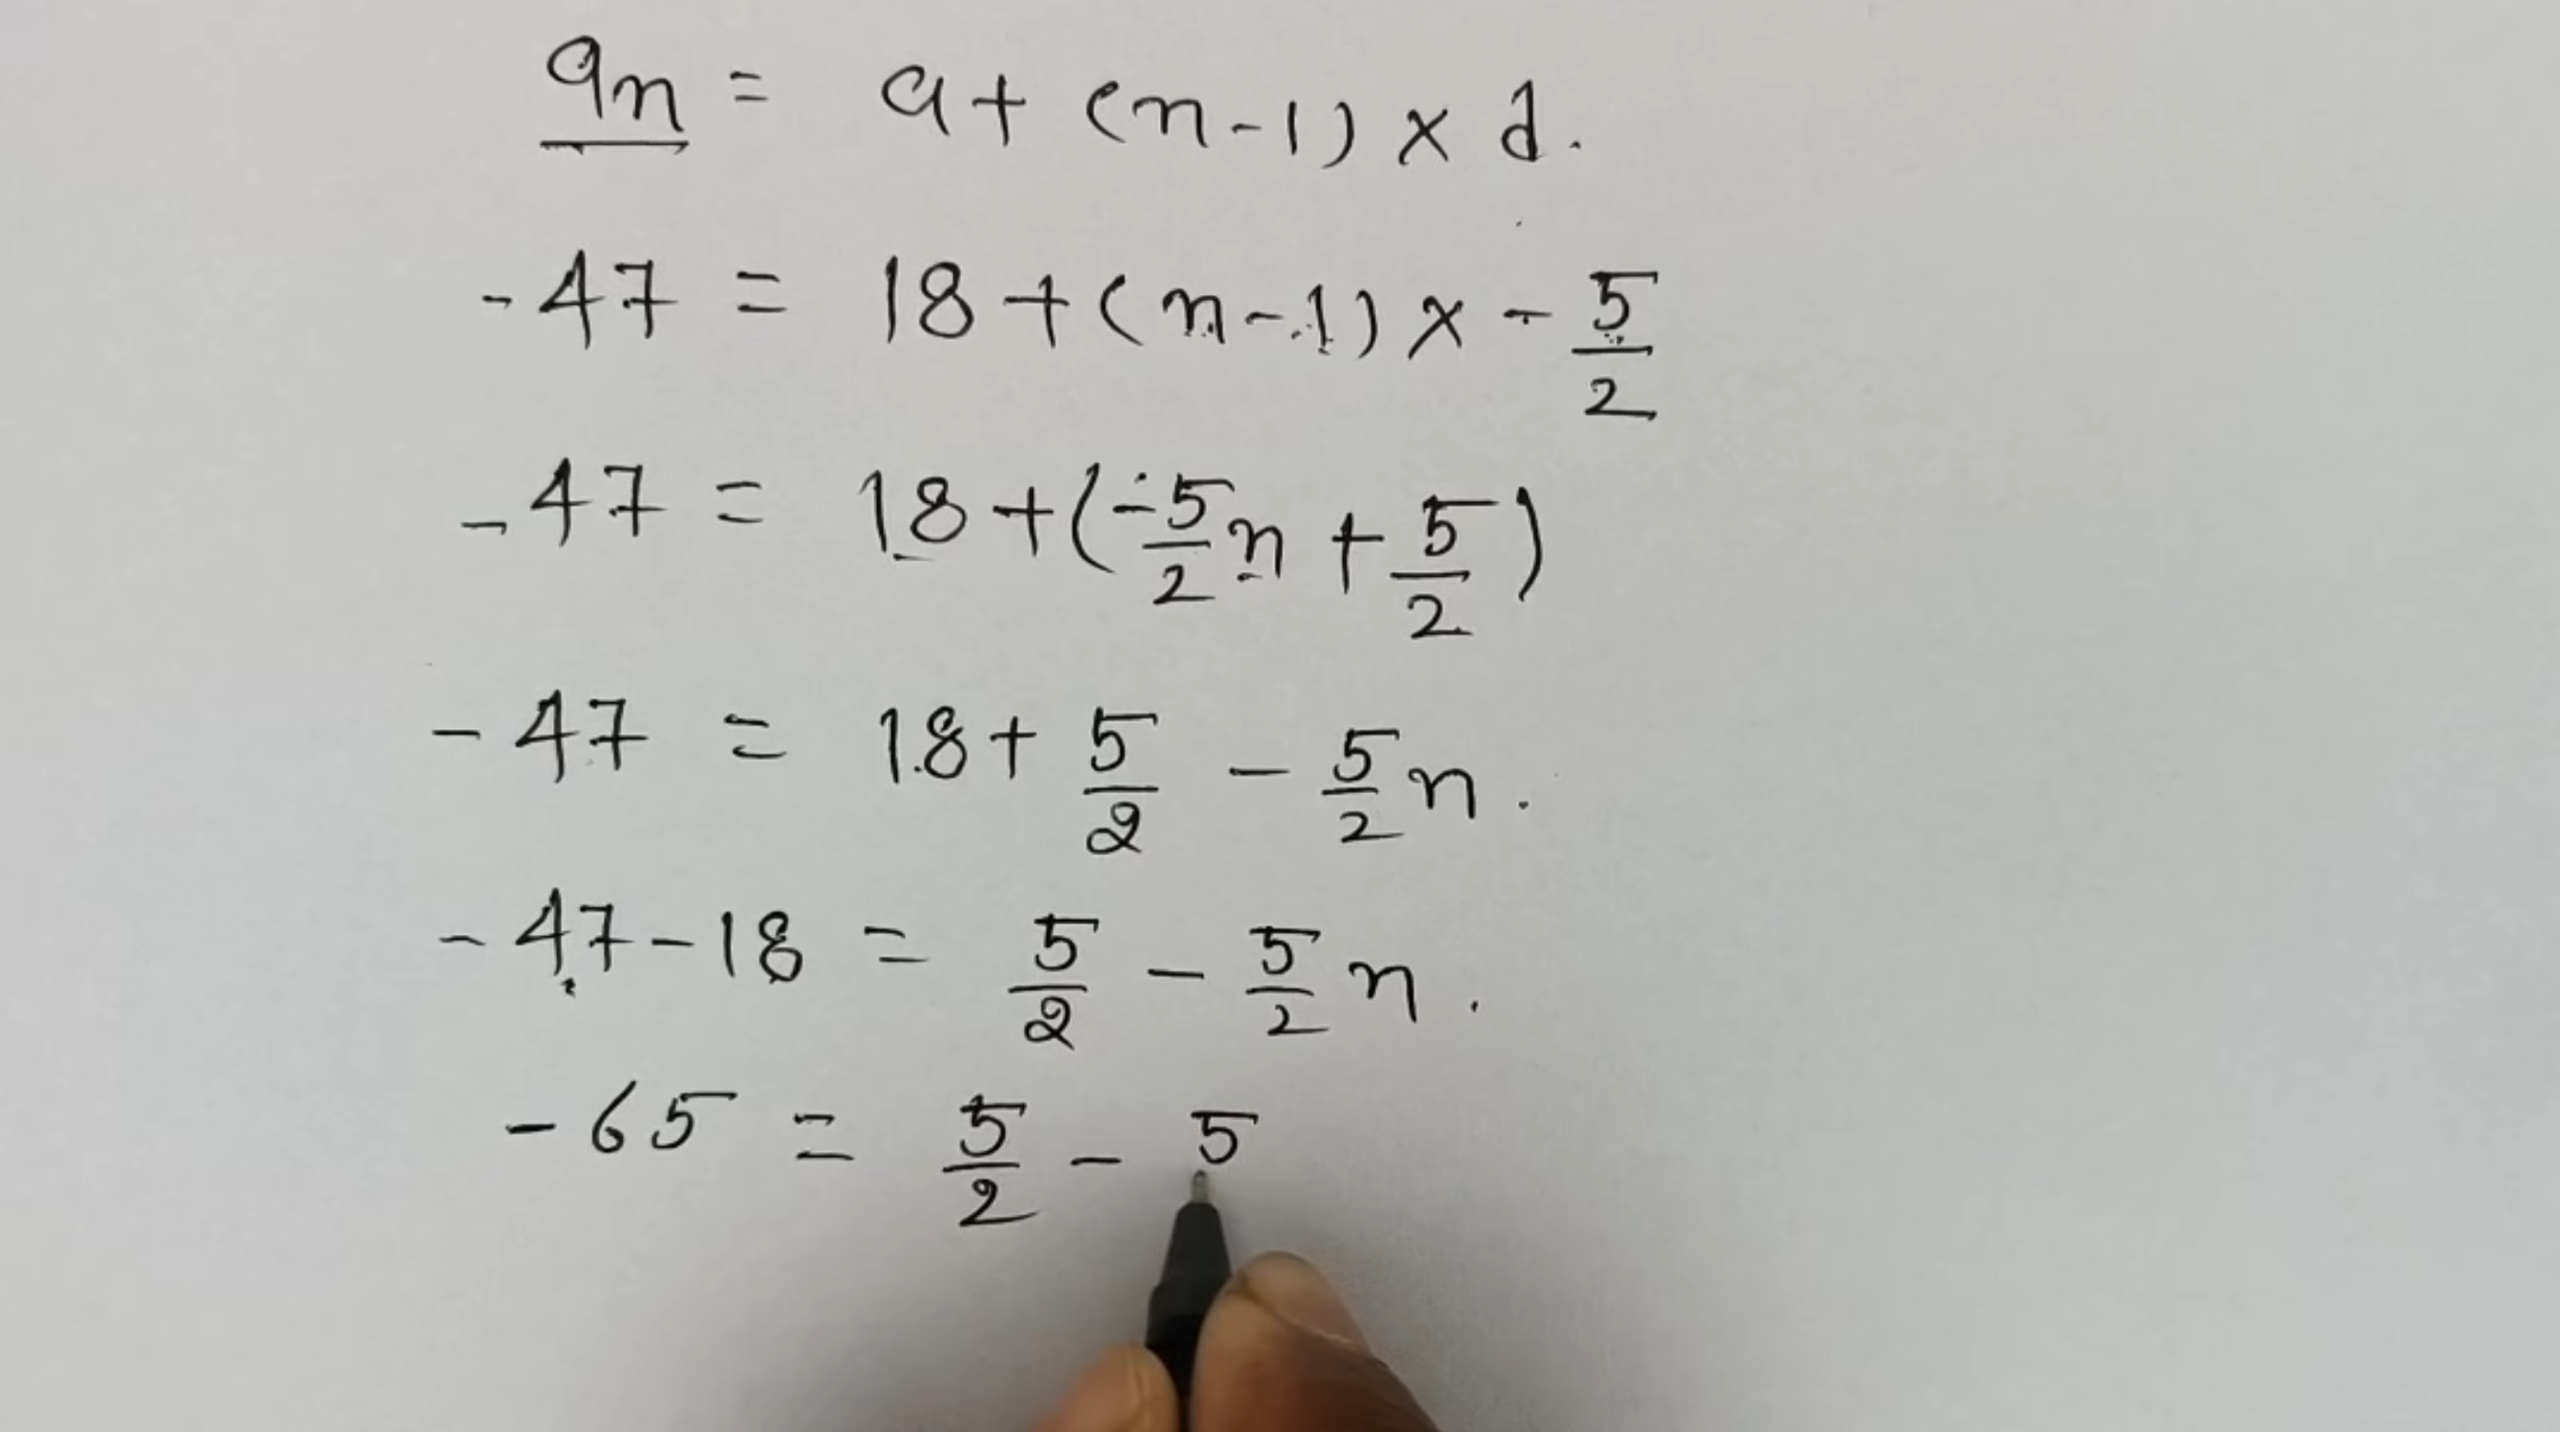 an = a + (n-1) × d.
-47 = 18 + (n-1) × - 5/2
-47 = 18 + (-5/2 n + 5/2)
-47 = 18 + 5/2 - 5/2 n.
-47-18 = 5/2 - 5/2 n.
-65 = 5/2 - 5